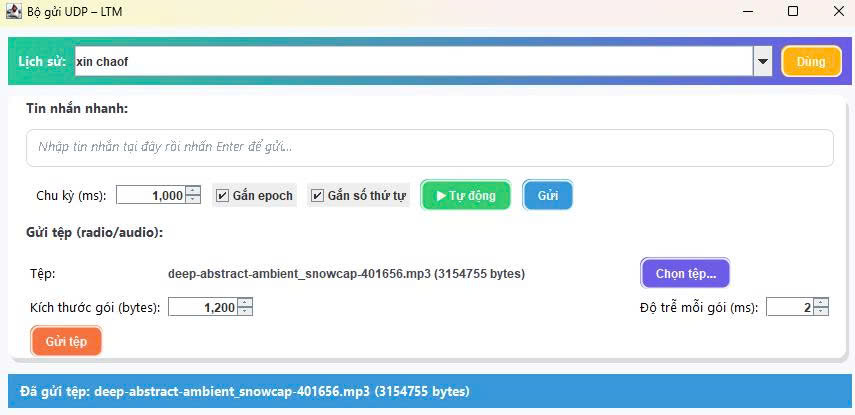 Bộ gửi UDP – LTM
Lịch sử: xin chaof Dùng
Tin nhắn nhanh:
Nhập tin nhắn tại đây rồi nhấn Enter để gửi...
Chu kỳ (ms): 1,000 Gắn epoch Gắn số thứ tự ▶ Tự động Gửi
Gửi tệp (radio/audio):
Tệp: deep-abstract-ambient_snowcap-401656.mp3 (3154755 bytes) Chọn tệp...
Kích thước gói (bytes): 1,200 Độ trễ mỗi gói (ms): 2
Gửi tệp
Đã gửi tệp: deep-abstract-ambient_snowcap-401656.mp3 (3154755 bytes)